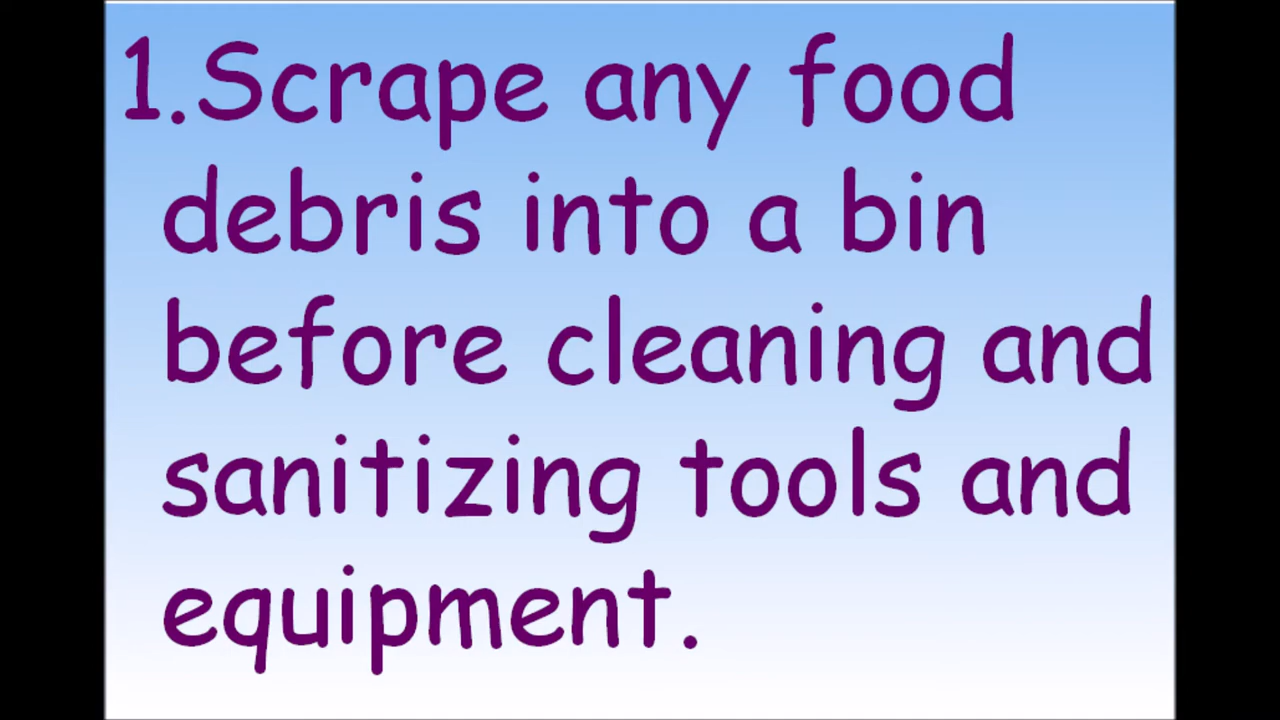 1.Scrape any food
debris into a bin
before cleaning and
sanitizing tools and
equipment.